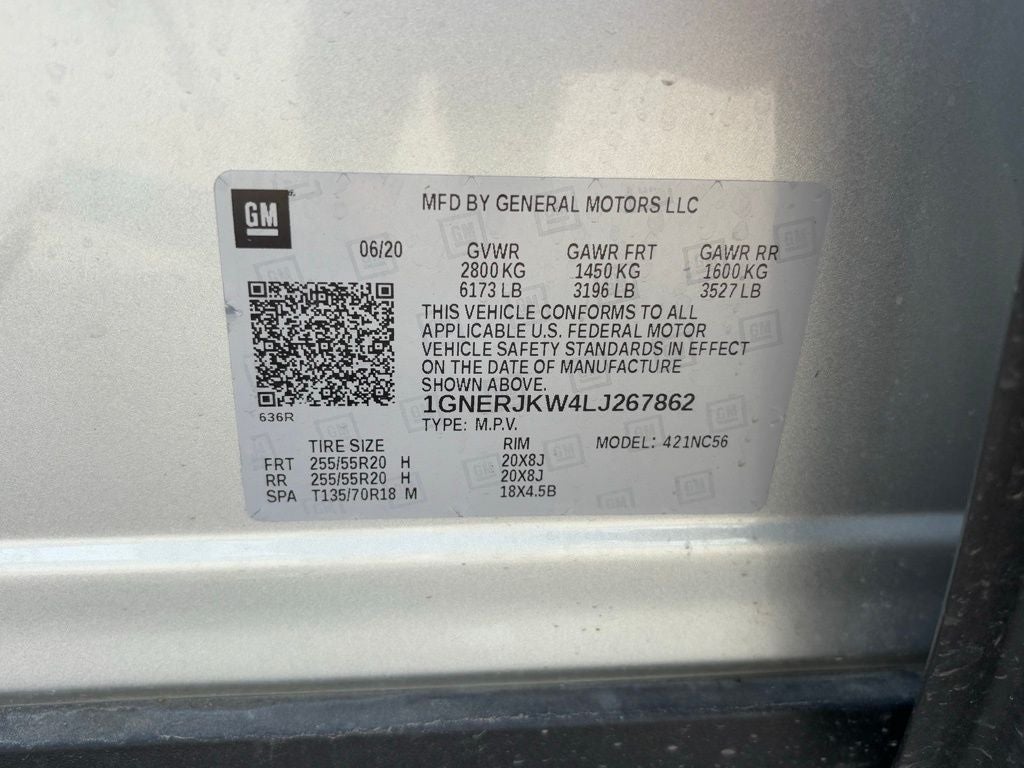 GM
MFD BY GENERAL MOTORS LLC
06/20 GVWR GAWR FRT GAWR RR
2800 KG 1450 KG 1600 KG
6173 LB 3196 LB 3527 LB
THIS VEHICLE CONFORMS TO ALL
APPLICABLE U.S. FEDERAL MOTOR
VEHICLE SAFETY STANDARDS IN EFFECT
ON THE DATE OF MANUFACTURE
SHOWN ABOVE.
1GNERJKW4LJ267862
636R
TYPE: M.P.V.
TIRE SIZE RIM MODEL: 421NC56
FRT 255/55R20 H 20X8J
RR 255/55R20 H 20X8J
SPA T135/70R18 M 18X4.5B